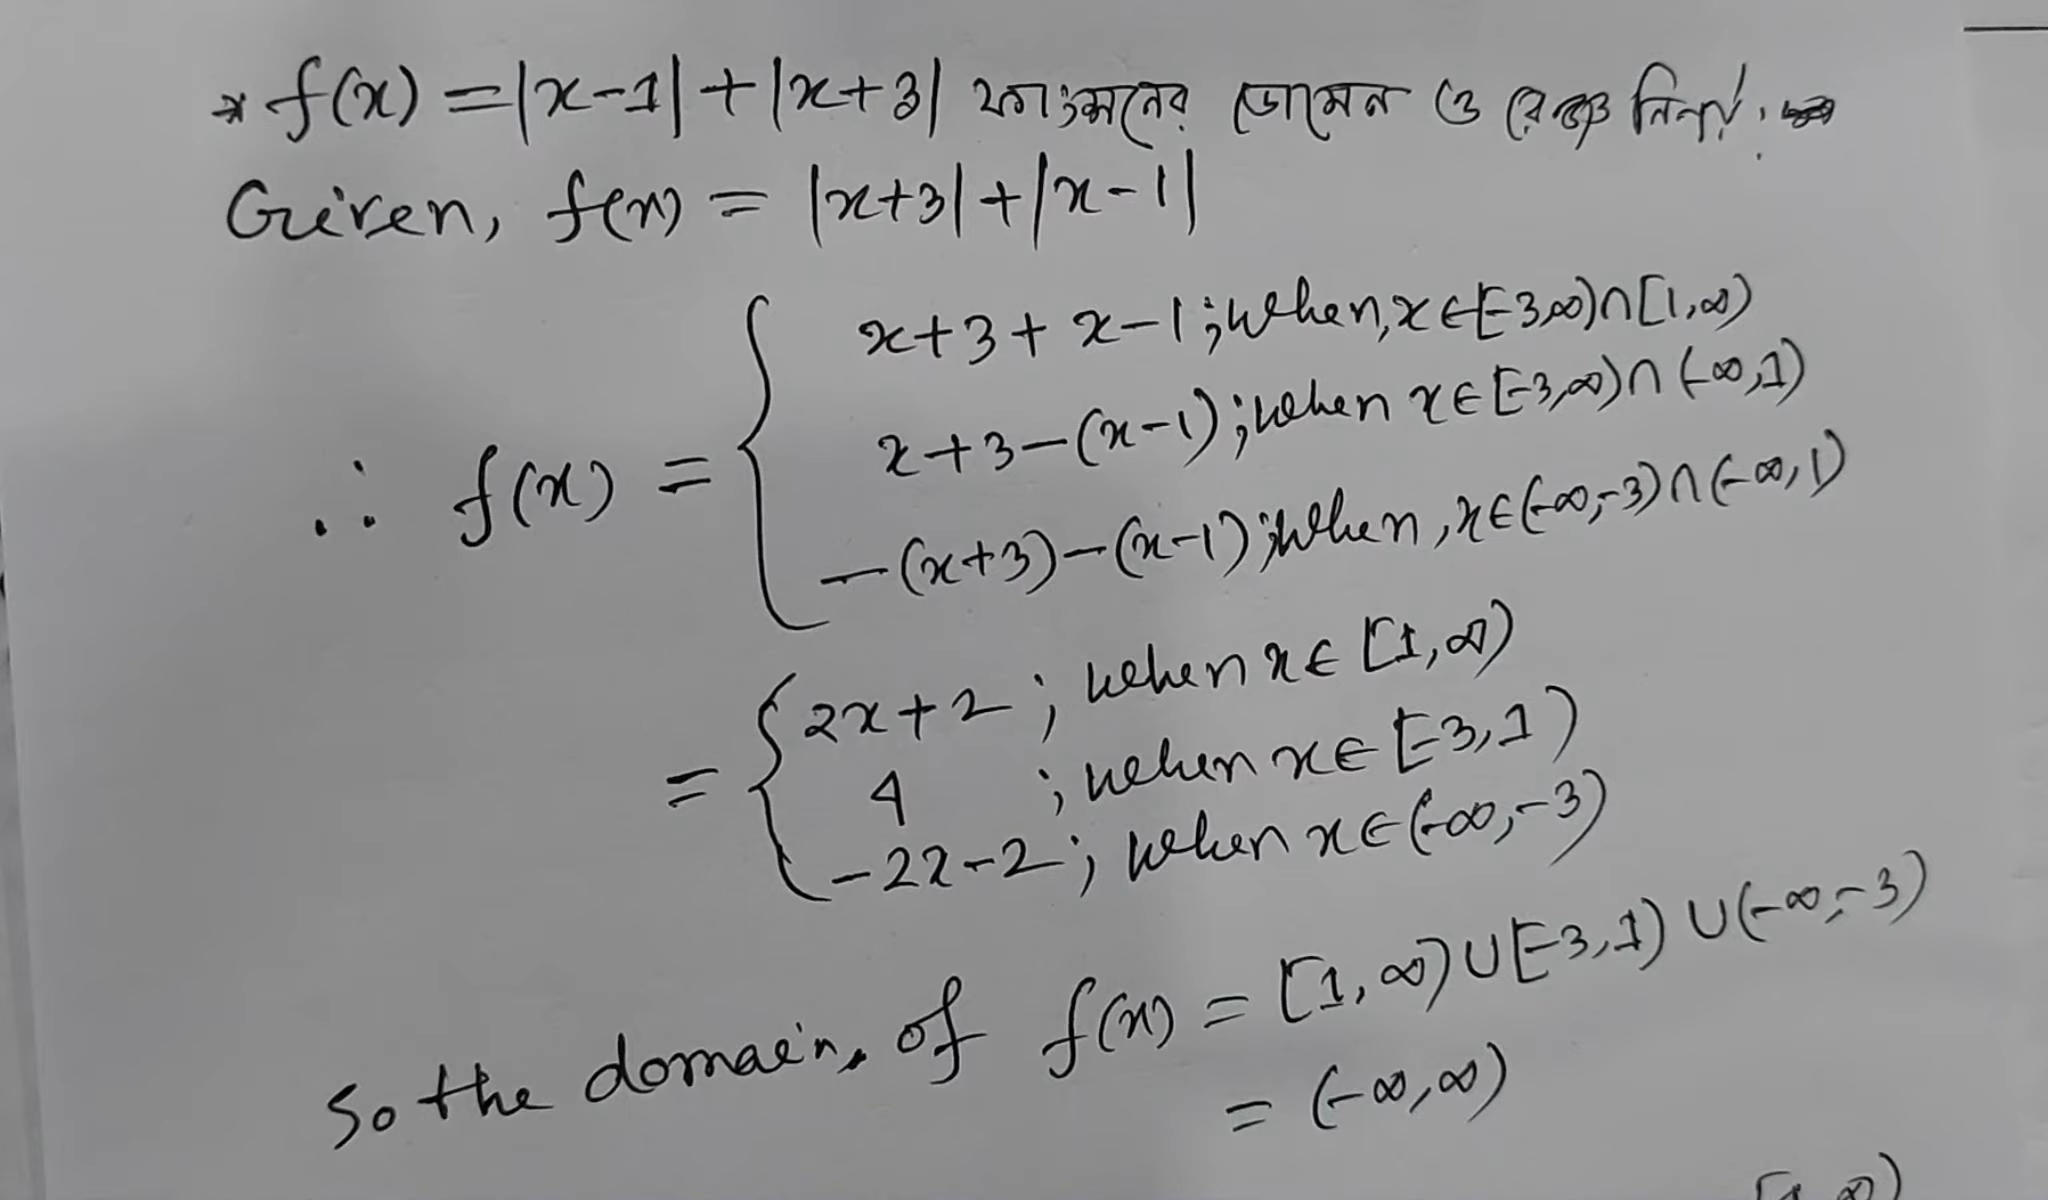 * f(x) = |x-1| + |x+3| ফাংসনের ডোমেন ও রেঞ্জ নির্ণয়
Given, f(x) = |x+3| + |x-1|
∴ f(x) = { x+3+x-1 ; when, x∈[-3,∞)∩[1,∞)
x+3-(x-1) ; when x∈[-3,∞)∩(-∞,1)
-(x+3)-(x-1) ; when, x∈(-∞,-3)∩(-∞,1)
= { 2x+2 ; when x∈[1,∞)
4 ; when x∈[-3,1)
-2x-2 ; when x∈(-∞,-3)
So the domain of f(x) = [1,∞)∪[-3,1)∪(-∞,-3)
= (-∞,∞)